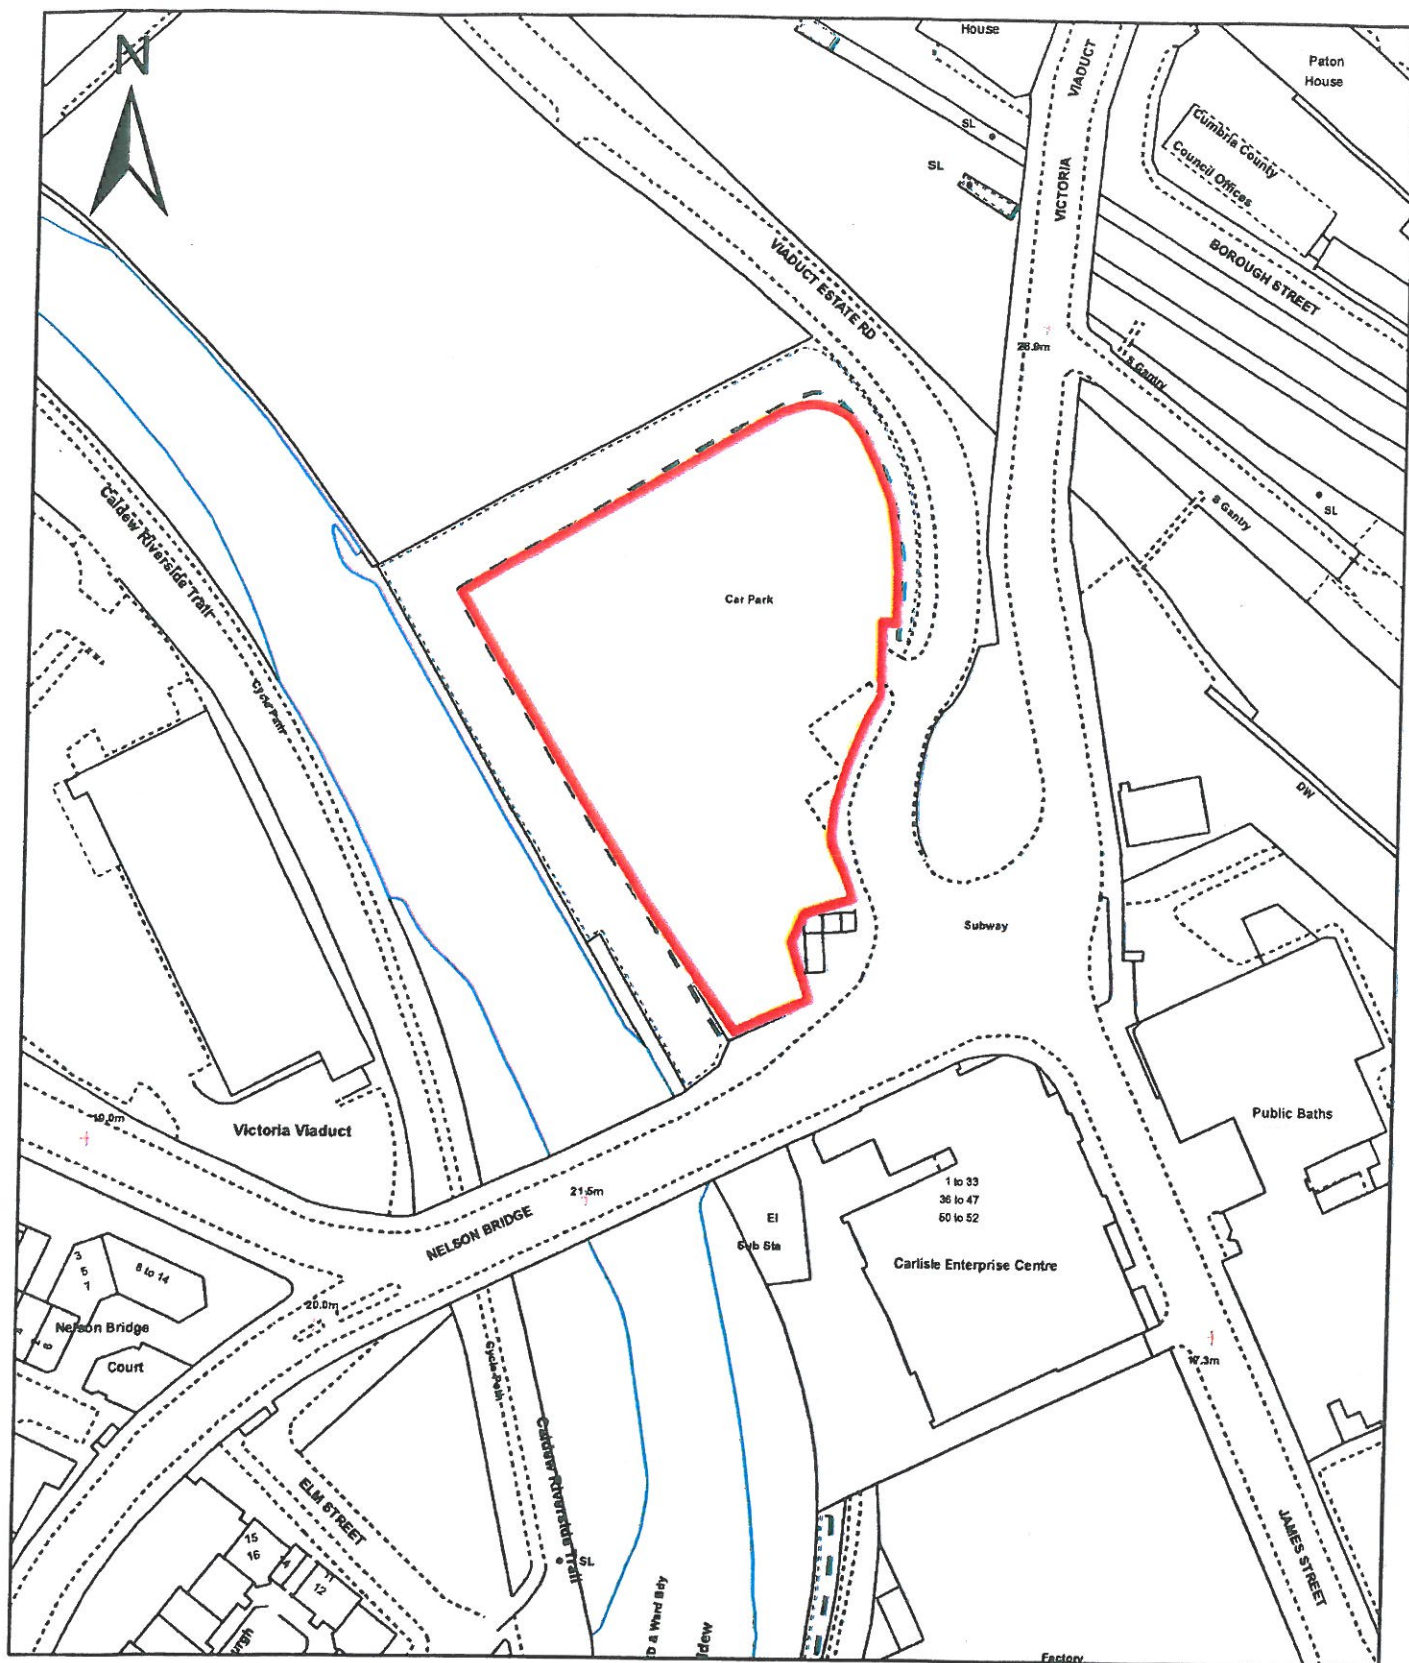 N
House
VIADUCT
VICTORIA
Paton
House
Cumbria County
Council Offices
SL
SL
BOROUGH STREET
VIADUCT ESTATE RD
S Gantry
S Gantry
SL
Caldew Riverside Trail
Cycle Path
Car Park
DW
Subway
19.0m
Victoria Viaduct
21.5m
NELSON BRIDGE
Public Baths
1 to 33
36 to 47
50 to 52
El
Sub Sta
Carlisle Enterprise Centre
3
5
7
8 to 14
20.0m
Nelson Bridge
Court
Cycle Path
Caldew Riverside Trail
17.3m
ELM STREET
15
16
14
11
12
SL
JAMES STREET
D & Ward Bdy
ldew
urgh
Factory